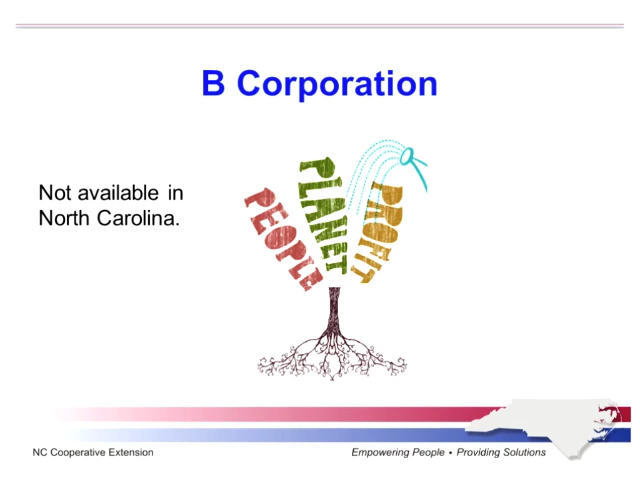 B Corporation
Not available in
North Carolina.
PEOPLE
PLANET
PROFIT
NC Cooperative Extension
Empowering People • Providing Solutions